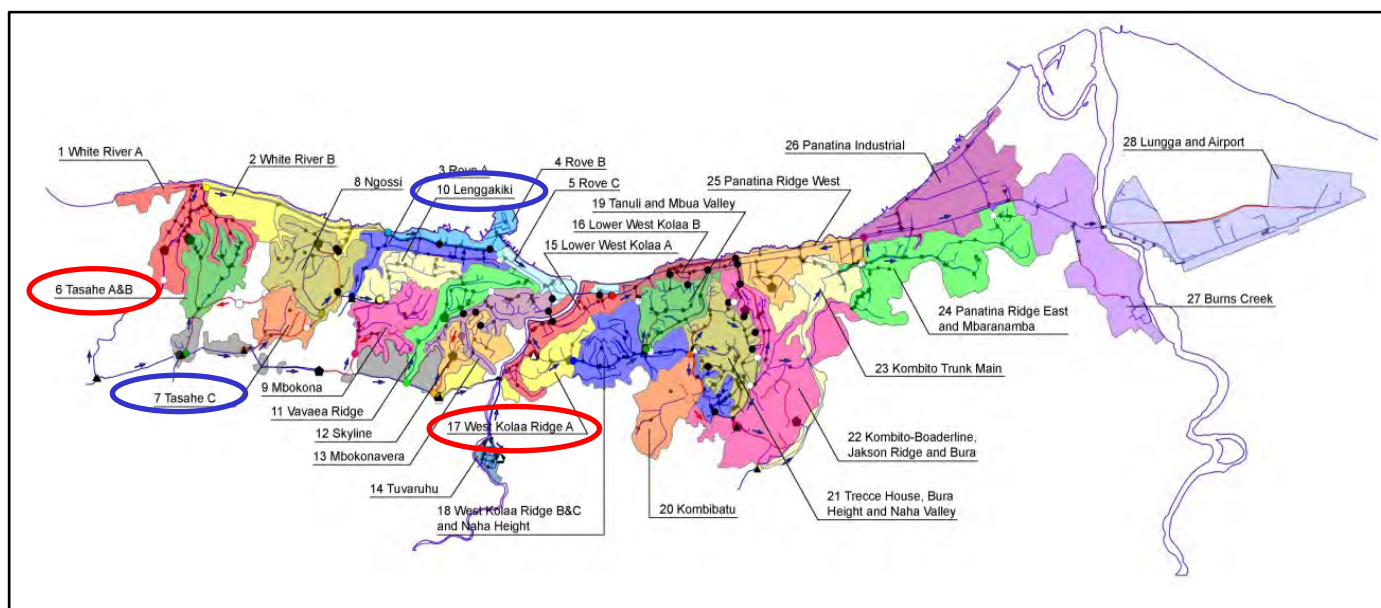 1 White River A
2 White River B
8 Ngossi
3 Rove A
10 Lenggakiki
4 Rove B
5 Rove C
6 Tasahe A&B
7 Tasahe C
9 Mbokona
11 Vavaea Ridge
12 Skyline
13 Mbokonavera
14 Tuvaruhu
15 Lower West Kolaa A
16 Lower West Kolaa B
19 Tanuli and Mbua Valley
25 Panatina Ridge West
26 Panatina Industrial
28 Lungga and Airport
17 West Kolaa Ridge A
18 West Kolaa Ridge B&C
and Naha Height
20 Kombibatu
21 Trecce House, Bura
Height and Naha Valley
22 Kombito-Boaderline,
Jakson Ridge and Bura
23 Kombito Trunk Main
24 Panatina Ridge East
and Mbaranamba
27 Burns Creek